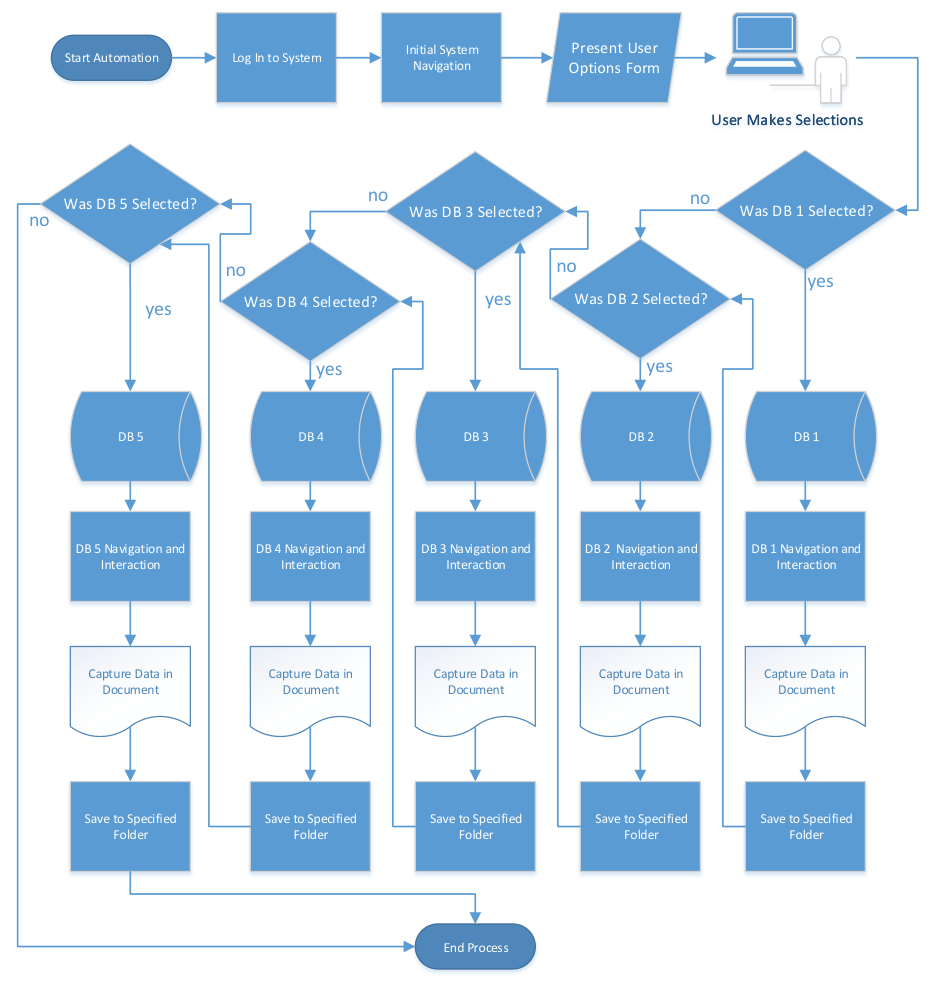 Start Automation
Log In to System
Initial System
Navigation
Present User
Options Form
User Makes Selections
Was DB 5 Selected?
no
yes
Was DB 3 Selected?
no
yes
Was DB 1 Selected?
no
yes
Was DB 4 Selected?
no
yes
Was DB 2 Selected?
no
yes
DB 5
DB 4
DB 3
DB 2
DB 1
DB 5 Navigation and
Interaction
DB 4 Navigation and
Interaction
DB 3 Navigation and
Interaction
DB 2  Navigation and
Interaction
DB 1 Navigation and
Interaction
Capture Data in
Document
Capture Data in
Document
Capture Data in
Document
Capture Data in
Document
Capture Data in
Document
Save to Specified
Folder
Save to Specified
Folder
Save to Specified
Folder
Save to Specified
Folder
Save to Specified
Folder
End Process